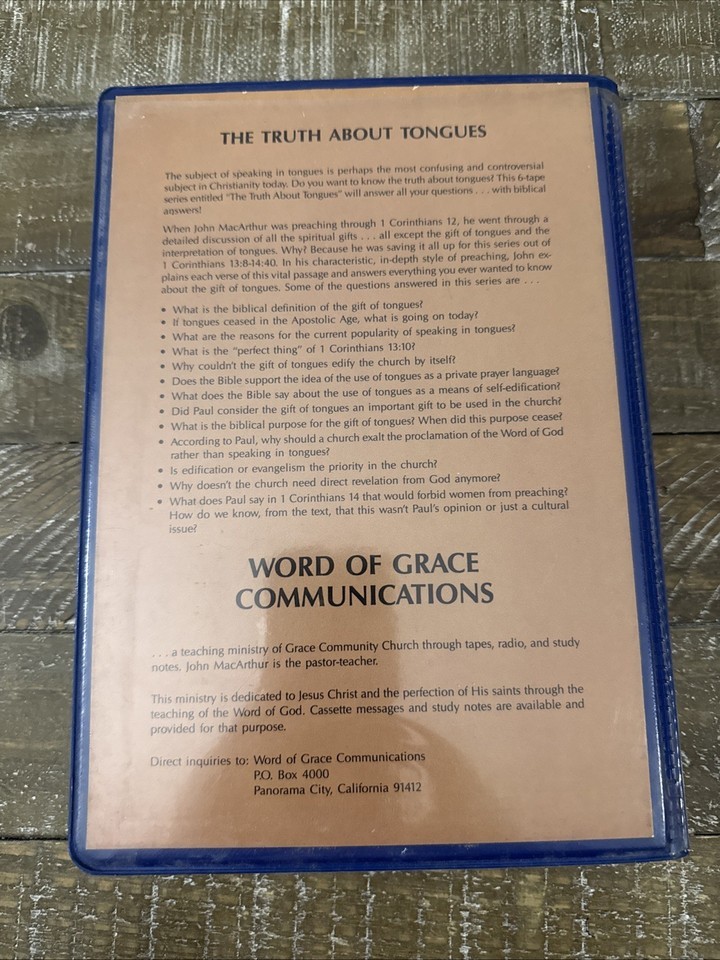 THE TRUTH ABOUT TONGUES
The subject of speaking in tongues is perhaps the most confusing and controversial
subject in Christianity today. Do you want to know the truth about tongues? This 6-tape
series entitled "The Truth About Tongues" will answer all your questions . . . with biblical
answers!
When John MacArthur was preaching through 1 Corinthians 12, he went through a
detailed discussion of all the spiritual gifts . . . all except the gift of tongues and the
interpretation of tongues. Why? Because he was saving it all up for this series out of
1 Corinthians 13:8-14:40. In his characteristic, in-depth style of preaching, John ex-
plains each verse of this vital passage and answers everything you ever wanted to know
about the gift of tongues. Some of the questions answered in this series are . . .
• What is the biblical definition of the gift of tongues?
• If tongues ceased in the Apostolic Age, what is going on today?
• What are the reasons for the current popularity of speaking in tongues?
• What is the "perfect thing" of 1 Corinthians 13:10?
• Why couldn't the gift of tongues edify the church by itself?
• Does the Bible support the idea of the use of tongues as a private prayer language?
• What does the Bible say about the use of tongues as a means of self-edification?
• Did Paul consider the gift of tongues an important gift to be used in the church?
• What is the biblical purpose for the gift of tongues? When did this purpose cease?
• According to Paul, why should a church exalt the proclamation of the Word of God
rather than speaking in tongues?
• Is edification or evangelism the priority in the church?
• Why doesn't the church need direct revelation from God anymore?
• What does Paul say in 1 Corinthians 14 that would forbid women from preaching?
How do we know, from the text, that this wasn't Paul's opinion or just a cultural
issue?
WORD OF GRACE
COMMUNICATIONS
. . . a teaching ministry of Grace Community Church through tapes, radio, and study
notes. John MacArthur is the pastor-teacher.
This ministry is dedicated to Jesus Christ and the perfection of His saints through the
teaching of the Word of God. Cassette messages and study notes are available and
provided for that purpose.
Direct inquiries to: Word of Grace Communications
P.O. Box 4000
Panorama City, California 91412